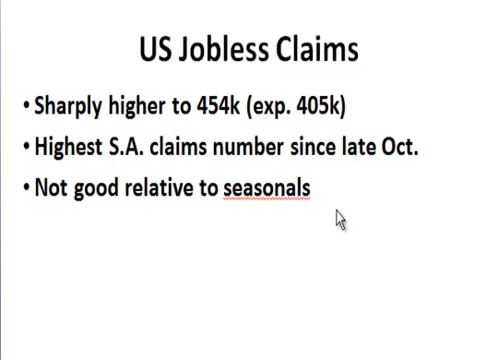 US Jobless Claims
• Sharply higher to 454k (exp. 405k)
• Highest S.A. claims number since late Oct.
• Not good relative to seasonals